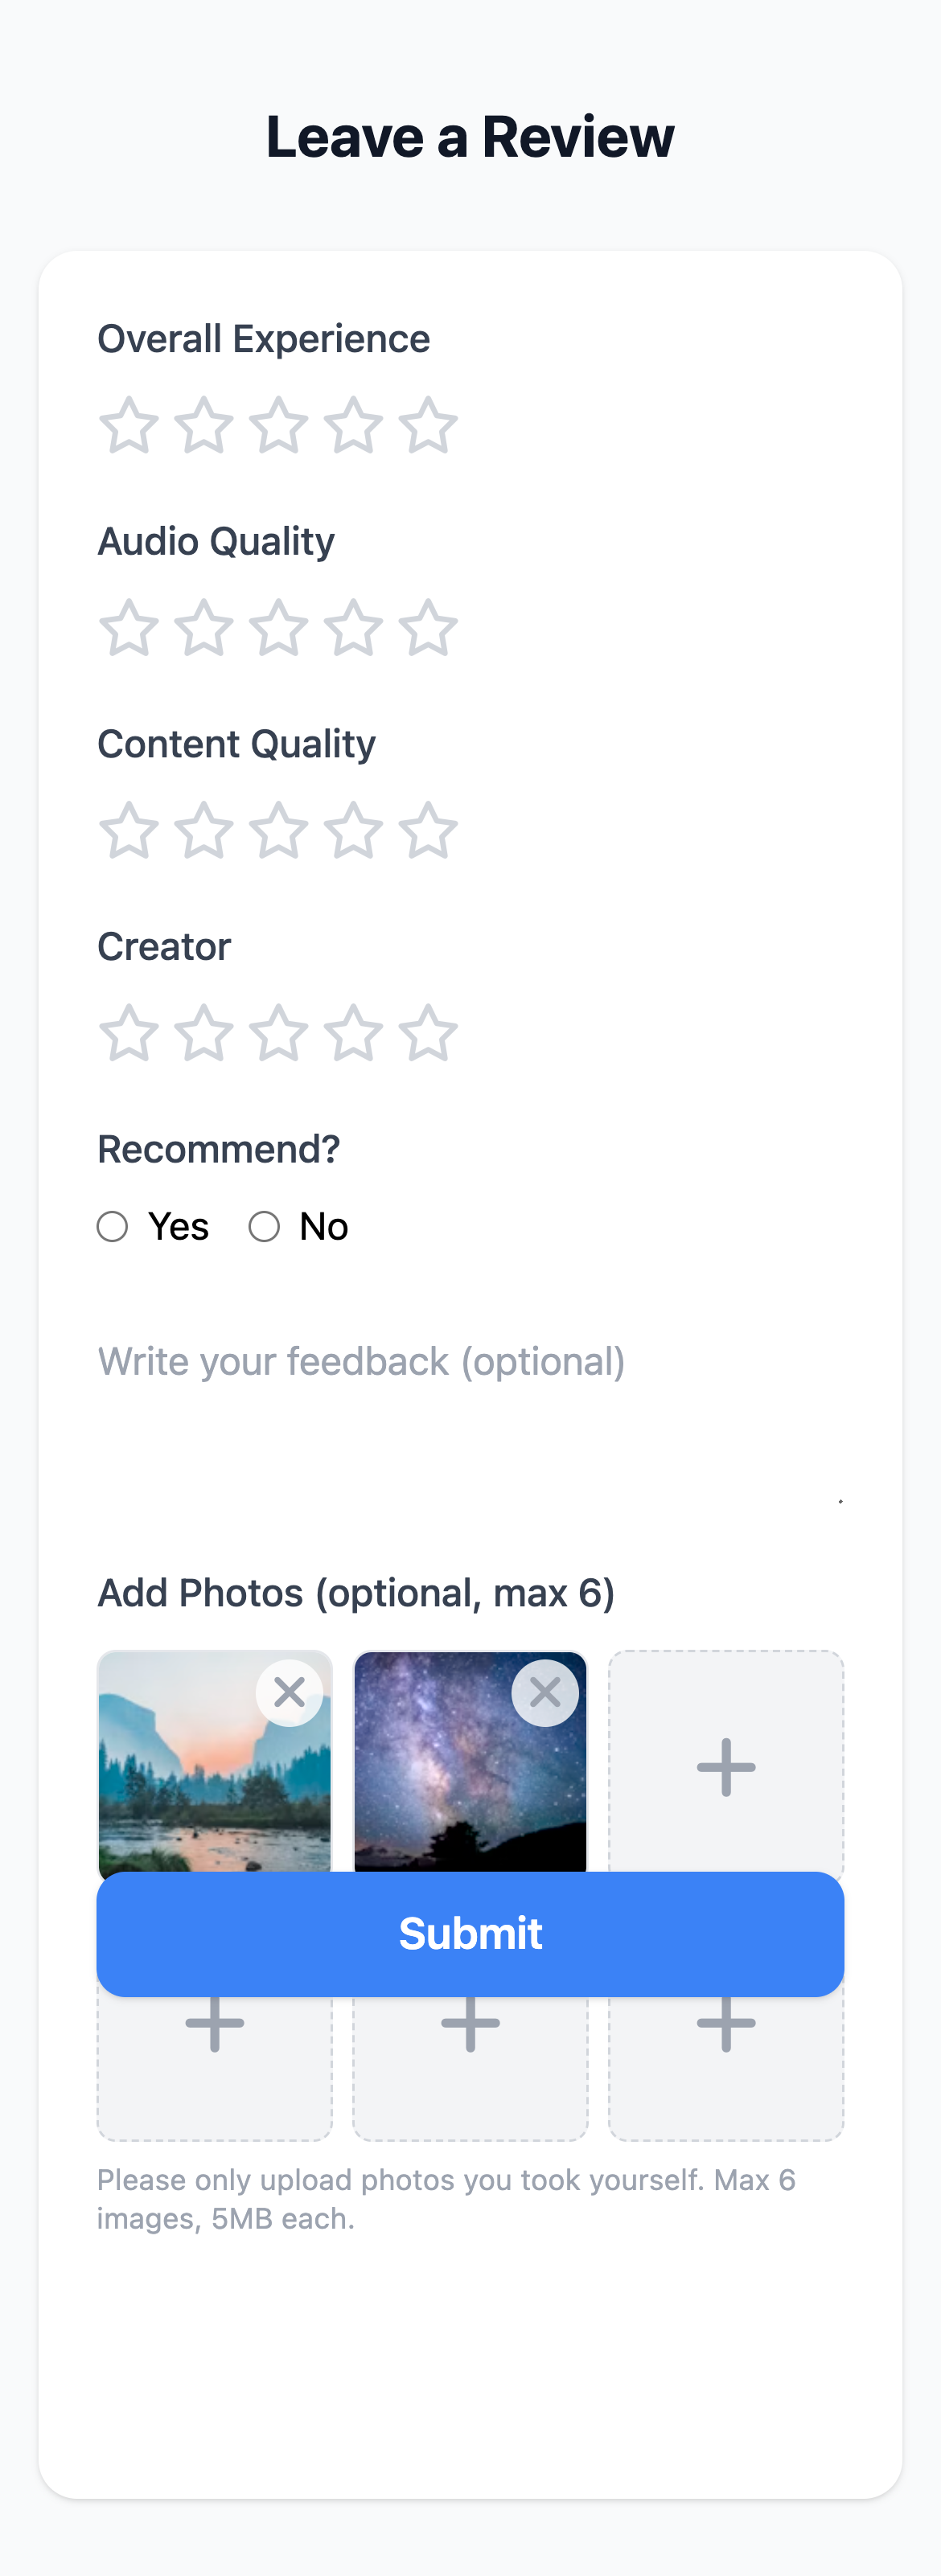 Leave a Review
Overall Experience
Audio Quality
Content Quality
Creator
Recommend?
Yes No
Write your feedback (optional)
Add Photos (optional, max 6)
Submit
Please only upload photos you took yourself. Max 6
images, 5MB each.